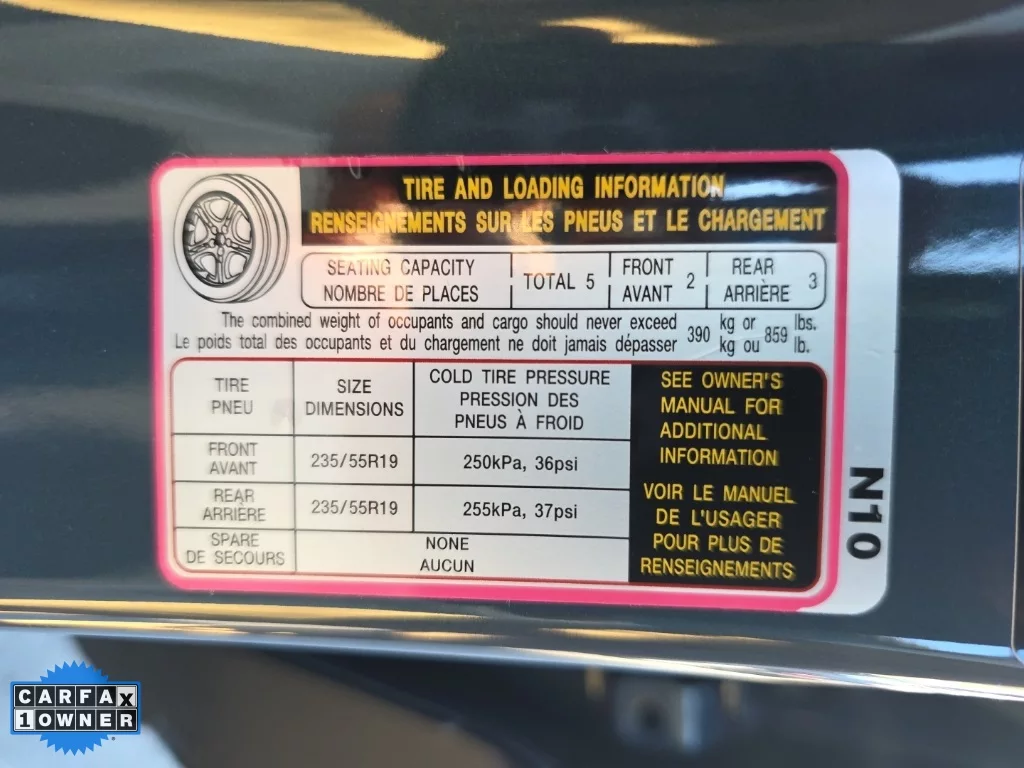 TIRE AND LOADING INFORMATION
RENSEIGNEMENTS SUR LES PNEUS ET LE CHARGEMENT
SEATING CAPACITY
NOMBRE DE PLACES
TOTAL 5
FRONT
AVANT
2
REAR
ARRIÈRE
3
The combined weight of occupants and cargo should never exceed
Le poids total des occupants et du chargement ne doit jamais dépasser
390
kg or
kg ou
859
lbs.
lb.
TIRE
PNEU
SIZE
DIMENSIONS
COLD TIRE PRESSURE
PRESSION DES
PNEUS À FROID
FRONT
AVANT
235/55R19
250kPa, 36psi
REAR
ARRIÈRE
235/55R19
255kPa, 37psi
SPARE
DE SECOURS
NONE
AUCUN
SEE OWNER'S
MANUAL FOR
ADDITIONAL
INFORMATION
VOIR LE MANUEL
DE L'USAGER
POUR PLUS DE
RENSEIGNEMENTS
N10
CARFAX
1 OWNER